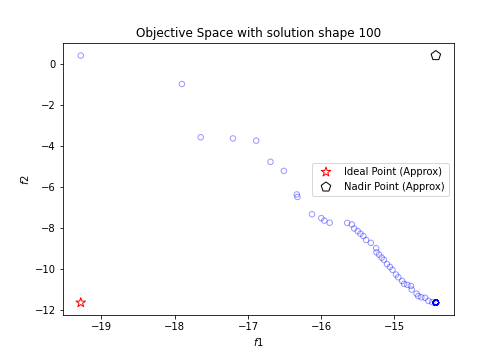 Objective Space with solution shape 100
f2
0
−2
−4
−6
−8
−10
−12
Ideal Point (Approx)
Nadir Point (Approx)
−19
−18
−17
−16
−15
f1